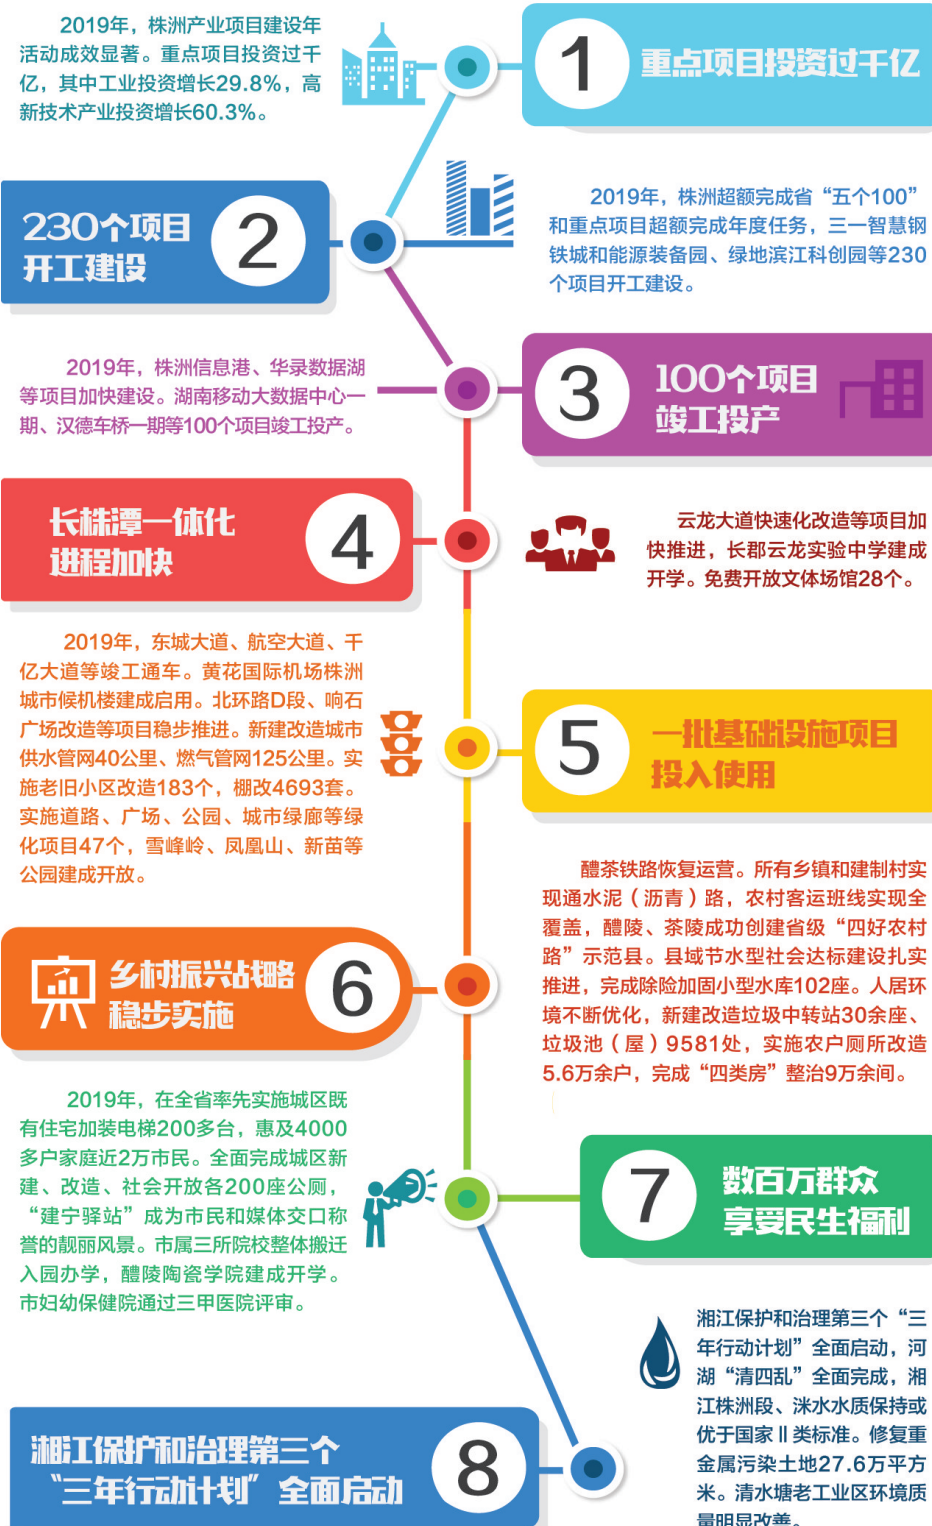 2019年，株洲产业项目建设年
活动成效显著。重点项目投资过千
亿，其中工业投资增长29.8%，高
新技术产业投资增长60.3%。
1
重点项目投资过千亿
230个项目
开工建设
2
2019年，株洲超额完成省“五个100”
和重点项目超额完成年度任务，三一智慧钢
铁城和能源装备园、绿地滨江科创园等230
个项目开工建设。
2019年，株洲信息港、华录数据湖
等项目加快建设。湖南移动大数据中心一
期、汉德车桥一期等100个项目竣工投产。
3
100个项目
竣工投产
长株潭一体化
进程加快
4
云龙大道快速化改造等项目加
快推进，长郡云龙实验中学建成
开学。免费开放文体场馆28个。
2019年，东城大道、航空大道、千
亿大道等竣工通车。黄花国际机场株洲
城市候机楼建成启用。北环路D段、响石
广场改造等项目稳步推进。新建改造城市
供水管网40公里、燃气管网125公里。实
施老旧小区改造183个，棚改4693套。
实施道路、广场、公园、城市绿廊等绿
化项目47个，雪峰岭、凤凰山、新苗等
公园建成开放。
5
一批基础设施项目
投入使用
醴茶铁路恢复运营。所有乡镇和建制村实
现通水泥（沥青）路，农村客运班线实现全
覆盖，醴陵、茶陵成功创建省级“四好农村
路”示范县。县域节水型社会达标建设扎实
推进，完成除险加固小型水库102座。人居环
境不断优化，新建改造垃圾中转站30余座、
垃圾池（屋）9581处，实施农户厕所改造
5.6万余户，完成“四类房”整治9万余间。
乡村振兴战略
稳步实施
6
2019年，在全省率先实施城区既
有住宅加装电梯200多台，惠及4000
多户家庭近2万市民。全面完成城区新
建、改造、社会开放各200座公厕，
“建宁驿站”成为市民和媒体交口称
誉的靓丽风景。市属三所院校整体搬迁
入园办学，醴陵陶瓷学院建成开学。
市妇幼保健院通过三甲医院评审。
7
数百万群众
享受民生福利
湘江保护和治理第三个“三
年行动计划”全面启动，河
湖“清四乱”全面完成，湘
江株洲段、洣水水质保持或
优于国家Ⅱ类标准。修复重
金属污染土地27.6万平方
米。清水塘老工业区环境质
量明显改善。
湘江保护和治理第三个
“三年行动计划”全面启动
8